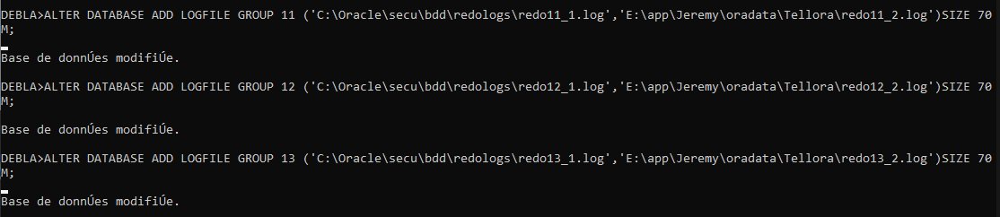 DEBLA>ALTER DATABASE ADD LOGFILE GROUP 11 ('C:\Oracle\secu\bdd\redologs\redo11_1.log','E:\app\Jeremy\oradata\Tellora\redo11_2.log')SIZE 70
M;
Base de donnÚes modifiÚe.
DEBLA>ALTER DATABASE ADD LOGFILE GROUP 12 ('C:\Oracle\secu\bdd\redologs\redo12_1.log','E:\app\Jeremy\oradata\Tellora\redo12_2.log')SIZE 70
M;
Base de donnÚes modifiÚe.
DEBLA>ALTER DATABASE ADD LOGFILE GROUP 13 ('C:\Oracle\secu\bdd\redologs\redo13_1.log','E:\app\Jeremy\oradata\Tellora\redo13_2.log')SIZE 70
M;
Base de donnÚes modifiÚe.